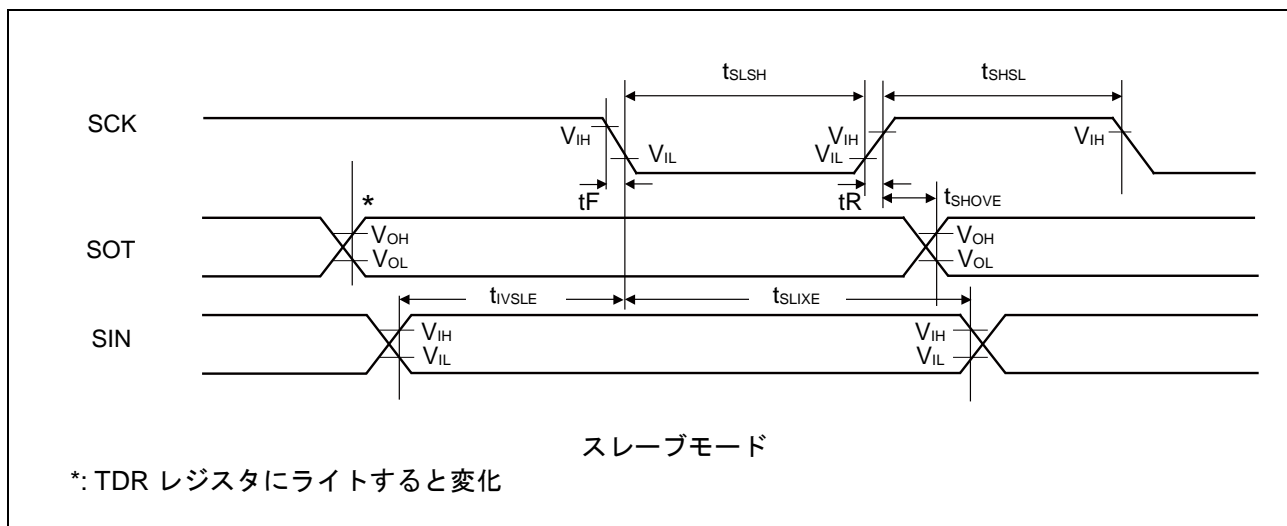 tSLSH
tSHSL
SCK
VIH
VIL
VIH
VIL
VIH
tF
tR
tSHOVE
*
SOT
VOH
VOL
VOH
VOL
tIVSLE
tSLIXE
SIN
VIH
VIL
VIH
VIL
スレーブモード
*: TDR レジスタにライトすると変化